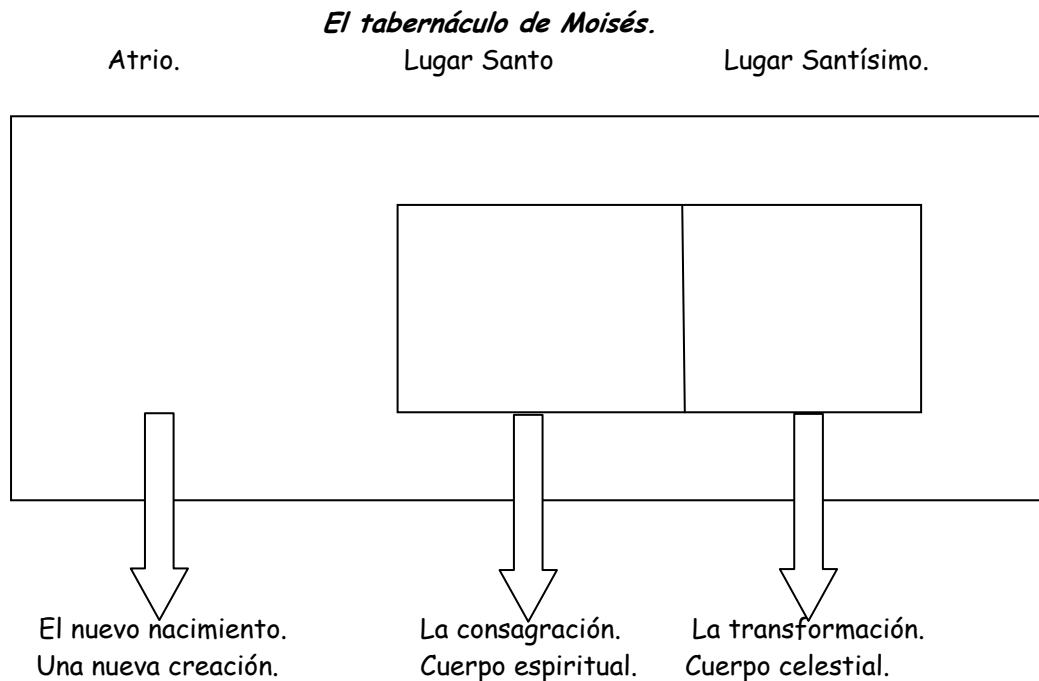 El tabernáculo de Moisés.
Atrio. Lugar Santo Lugar Santísimo.
El nuevo nacimiento. La consagración. La transformación.
Una nueva creación. Cuerpo espiritual. Cuerpo celestial.